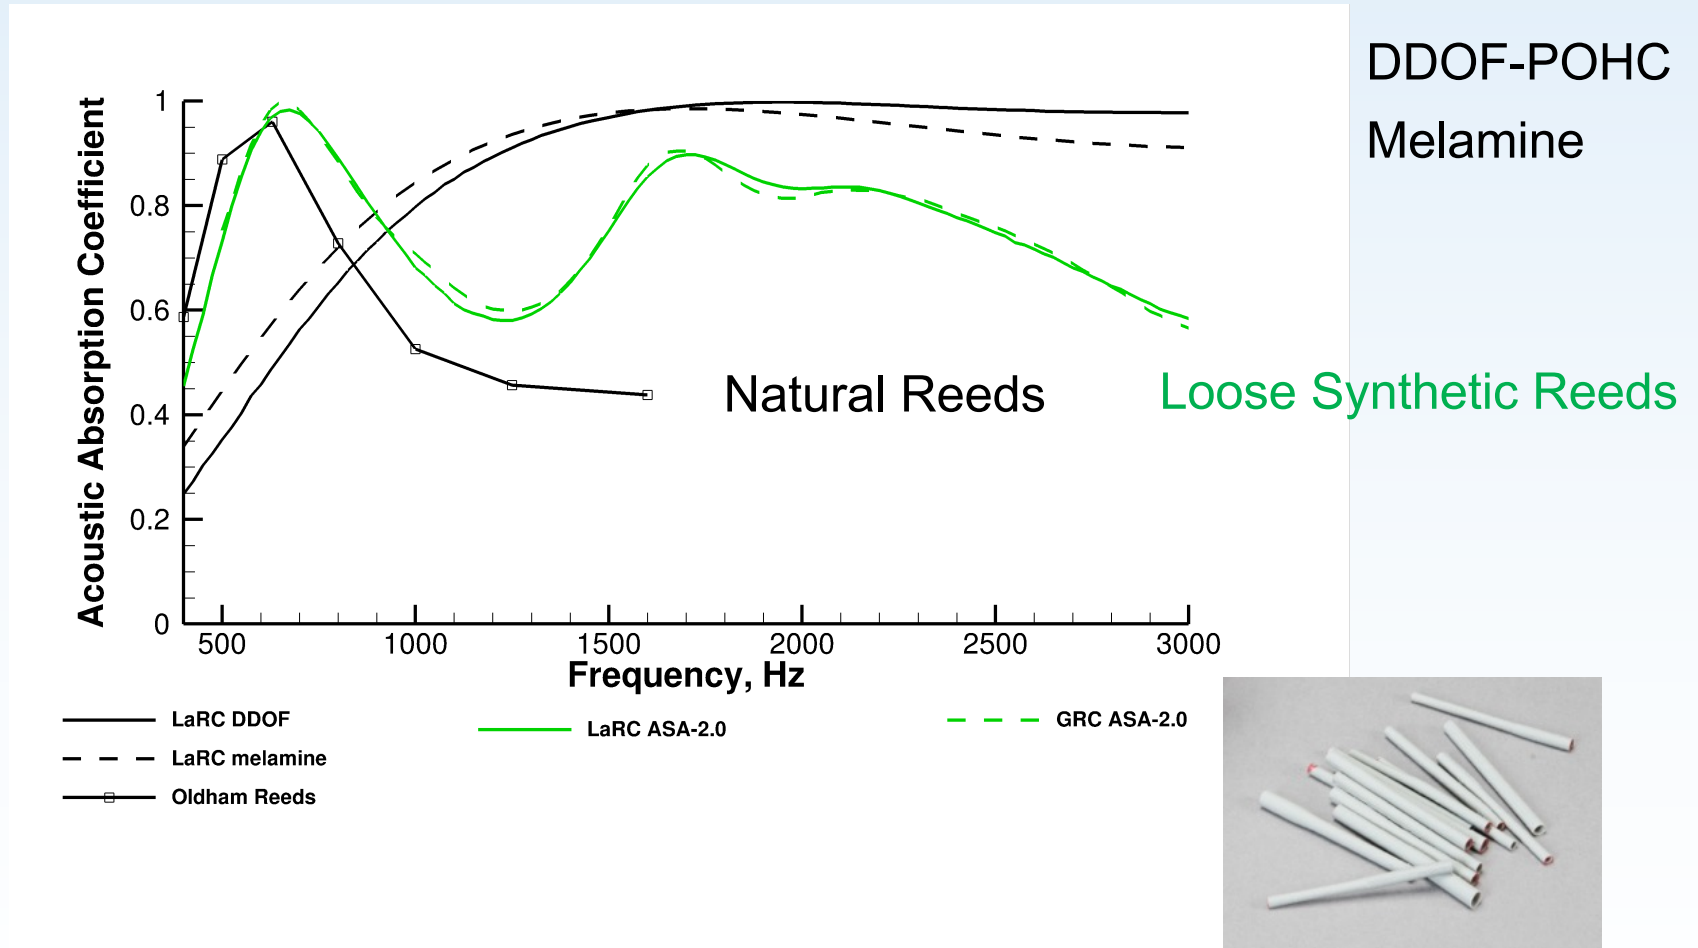 DDOF-POHC
Melamine
Acoustic Absorption Coefficient
1
0.8
0.6
0.4
0.2
0
Natural Reeds
Loose Synthetic Reeds
500 1000 1500 2000 2500 3000
Frequency, Hz
LaRC DDOF
LaRC melamine
Oldham Reeds
LaRC ASA-2.0
GRC ASA-2.0